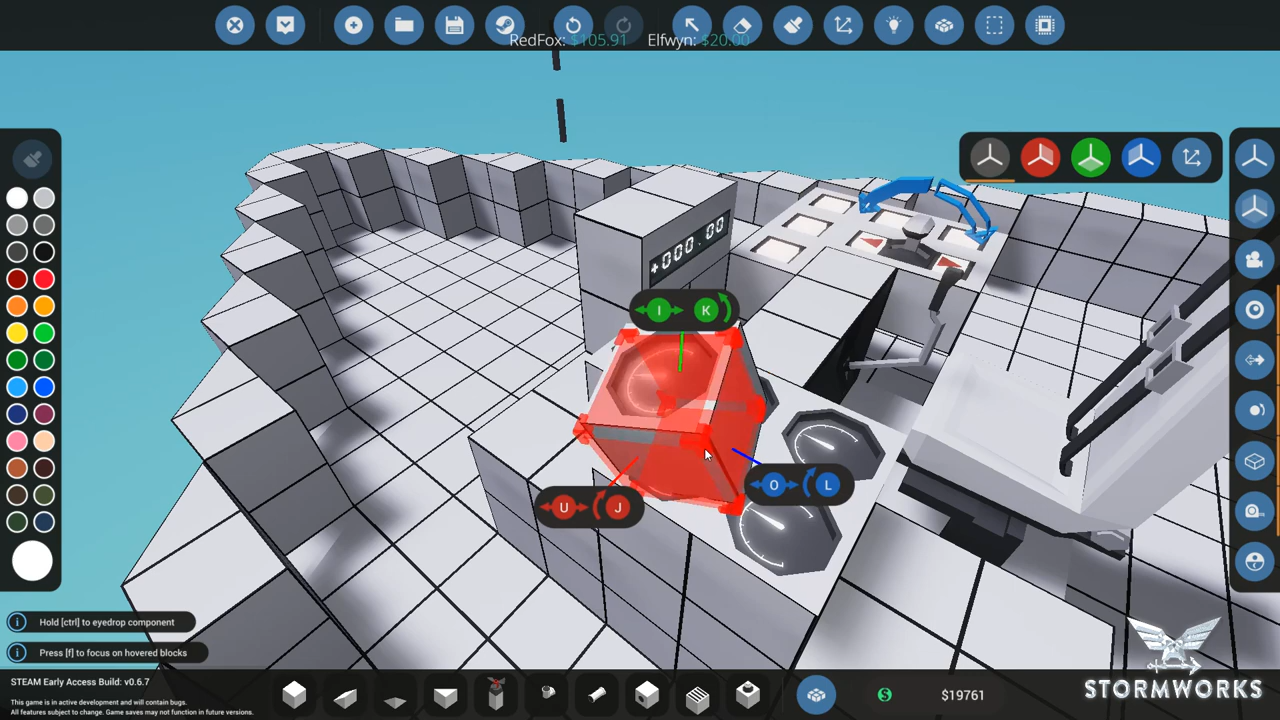 RedFox: $105.91 Elfwyn: $20.00
+000.00
I K
O L
U J
Hold [ctrl] to eyedrop component
Press [f] to focus on hovered blocks
STEAM Early Access Build: v0.6.7
This game is in active development and will contain bugs.
All features subject to change. Game saves may not function in future versions.
$ $19761
STORMWORKS